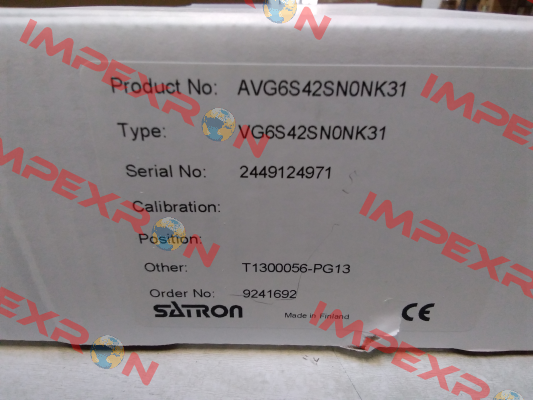 Product No: AVG6S42SN0NK31
Type: VG6S42SN0NK31
Serial No: 2449124971
Calibration:
Position:
Other: T1300056-PG13
Order No: 9241692
SATRON Made in Finland CE
IMPEXRON
IMPEXRON
IMPEXRON
IMPEXRON
IMPEXRON
IMPEXRON